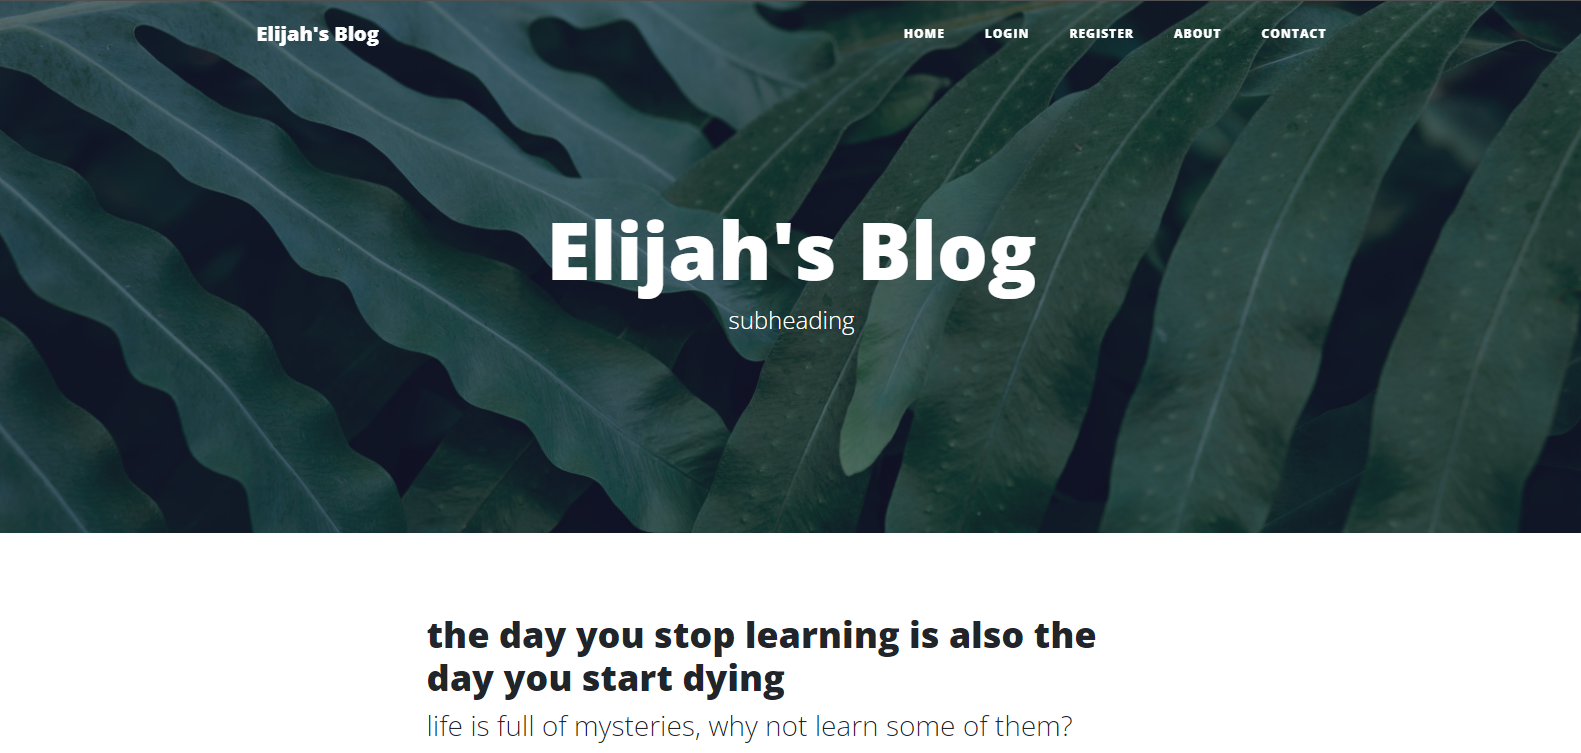 Elijah's Blog
HOME LOGIN REGISTER ABOUT CONTACT
Elijah's Blog
subheading
the day you stop learning is also the
day you start dying
life is full of mysteries, why not learn some of them?